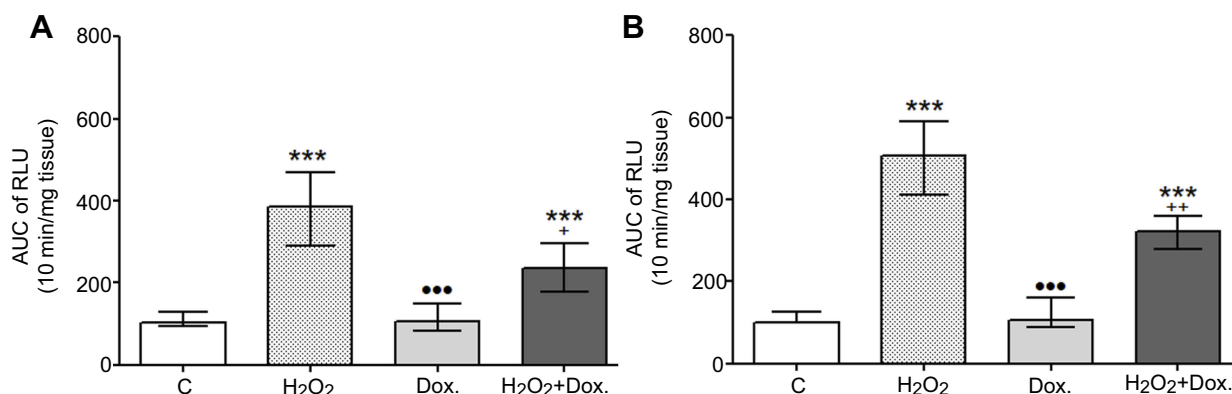 A
AUC of RLU
(10 min/mg tissue)
800
600
400
200
0
***
•••
***
+
C
H₂O₂
Dox.
H₂O₂+Dox.
B
AUC of RLU
(10 min/mg tissue)
800
600
400
200
0
***
•••
***
++
C
H₂O₂
Dox.
H₂O₂+Dox.